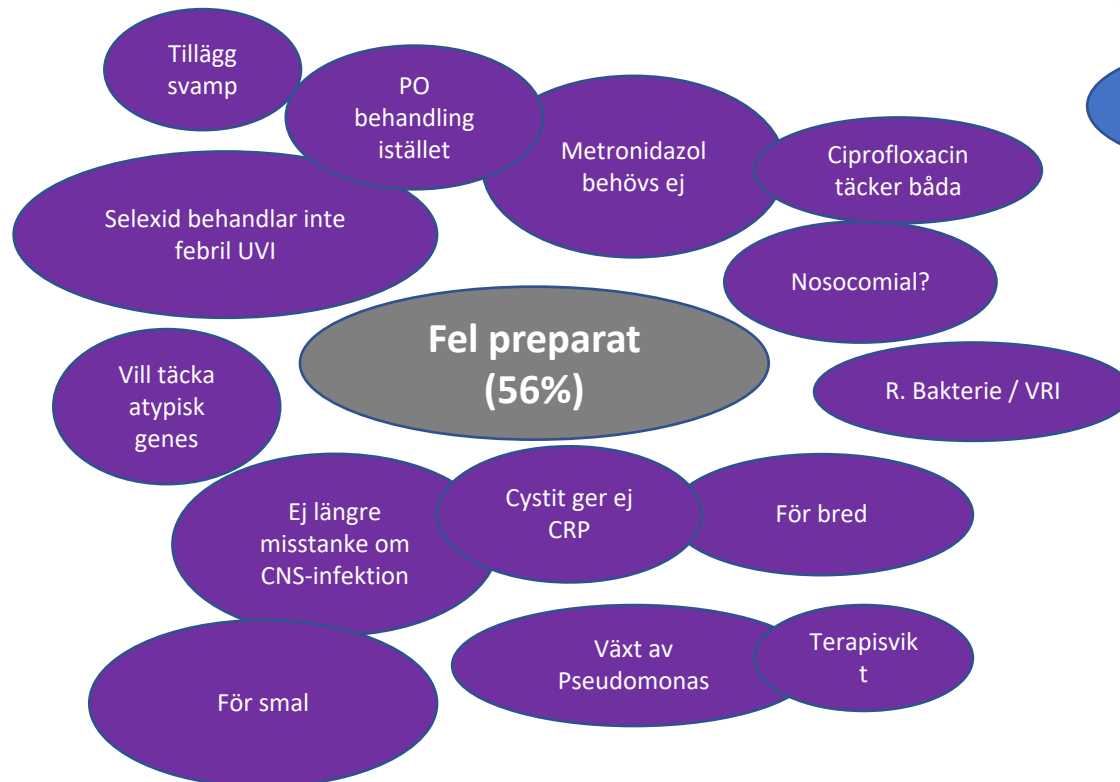 Tillägg
svamp
PO
behandling
istället
Metronidazol
behövs ej
Ciprofloxacin
täcker båda
Selexid behandlar inte
febril UVI
Nosocomial?
Fel preparat
(56%)
Vill täcka
atypisk
genes
R. Bakterie / VRI
Ej längre
misstanke om
CNS-infektion
Cystit ger ej
CRP
För bred
Växt av
Pseudomonas
Terapisvik
t
För smal